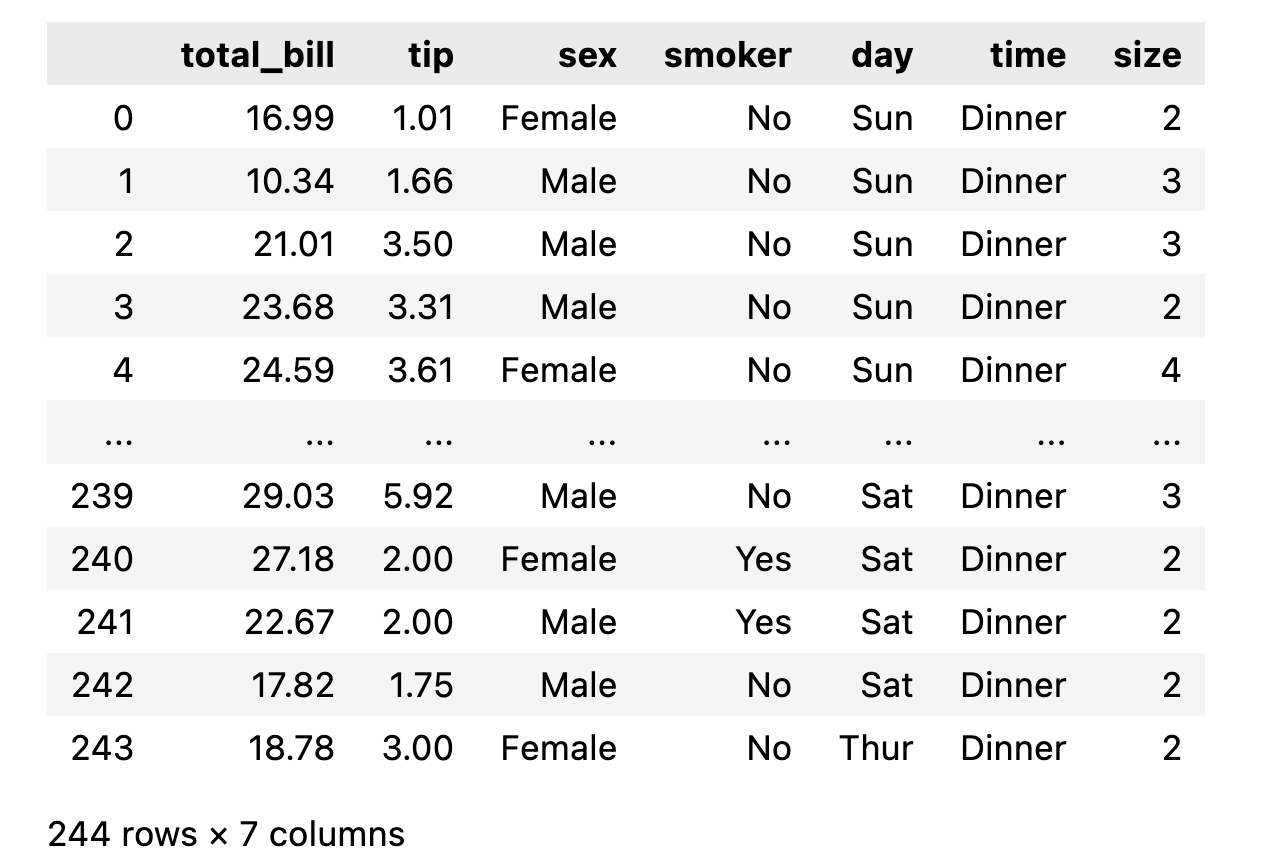 total_bill tip sex smoker day time size
0 16.99 1.01 Female No Sun Dinner 2
1 10.34 1.66 Male No Sun Dinner 3
2 21.01 3.50 Male No Sun Dinner 3
3 23.68 3.31 Male No Sun Dinner 2
4 24.59 3.61 Female No Sun Dinner 4
... ... ... ... ... ... ... ...
239 29.03 5.92 Male No Sat Dinner 3
240 27.18 2.00 Female Yes Sat Dinner 2
241 22.67 2.00 Male Yes Sat Dinner 2
242 17.82 1.75 Male No Sat Dinner 2
243 18.78 3.00 Female No Thur Dinner 2
244 rows × 7 columns